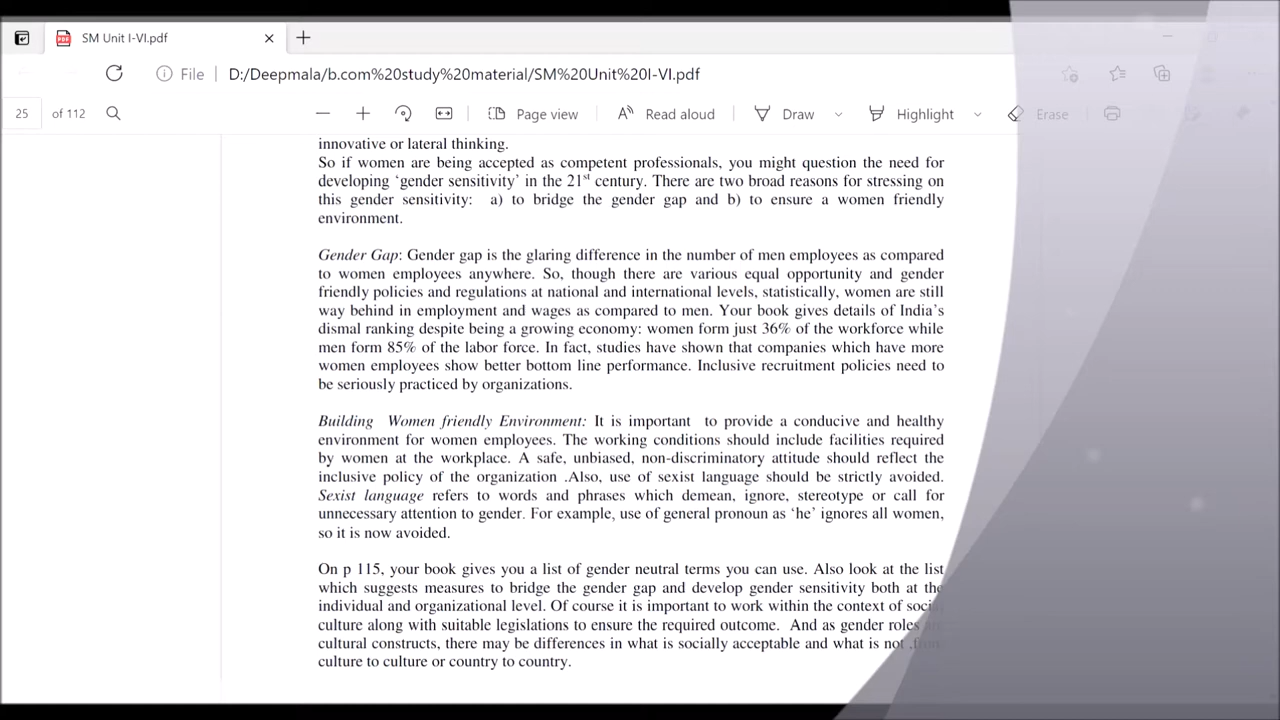 SM Unit I-VI.pdf
File D:/Deepmala/b.com%20study%20material/SM%20Unit%20I-VI.pdf
25 of 112 Page view Read aloud Draw Highlight Erase
innovative or lateral thinking.
So if women are being accepted as competent professionals, you might question the need for
developing ‘gender sensitivity’ in the 21st century. There are two broad reasons for stressing on
this gender sensitivity: a) to bridge the gender gap and b) to ensure a women friendly
environment.
Gender Gap: Gender gap is the glaring difference in the number of men employees as compared
to women employees anywhere. So, though there are various equal opportunity and gender
friendly policies and regulations at national and international levels, statistically, women are still
way behind in employment and wages as compared to men. Your book gives details of India’s
dismal ranking despite being a growing economy: women form just 36% of the workforce while
men form 85% of the labor force. In fact, studies have shown that companies which have more
women employees show better bottom line performance. Inclusive recruitment policies need to
be seriously practiced by organizations.
Building Women friendly Environment: It is important to provide a conducive and healthy
environment for women employees. The working conditions should include facilities required
by women at the workplace. A safe, unbiased, non-discriminatory attitude should reflect the
inclusive policy of the organization .Also, use of sexist language should be strictly avoided.
Sexist language refers to words and phrases which demean, ignore, stereotype or call for
unnecessary attention to gender. For example, use of general pronoun as ‘he’ ignores all women,
so it is now avoided.
On p 115, your book gives you a list of gender neutral terms you can use. Also look at the list
which suggests measures to bridge the gender gap and develop gender sensitivity both at the
individual and organizational level. Of course it is important to work within the context of social
culture along with suitable legislations to ensure the required outcome. And as gender roles are
cultural constructs, there may be differences in what is socially acceptable and what is not ,from
culture to culture or country to country.